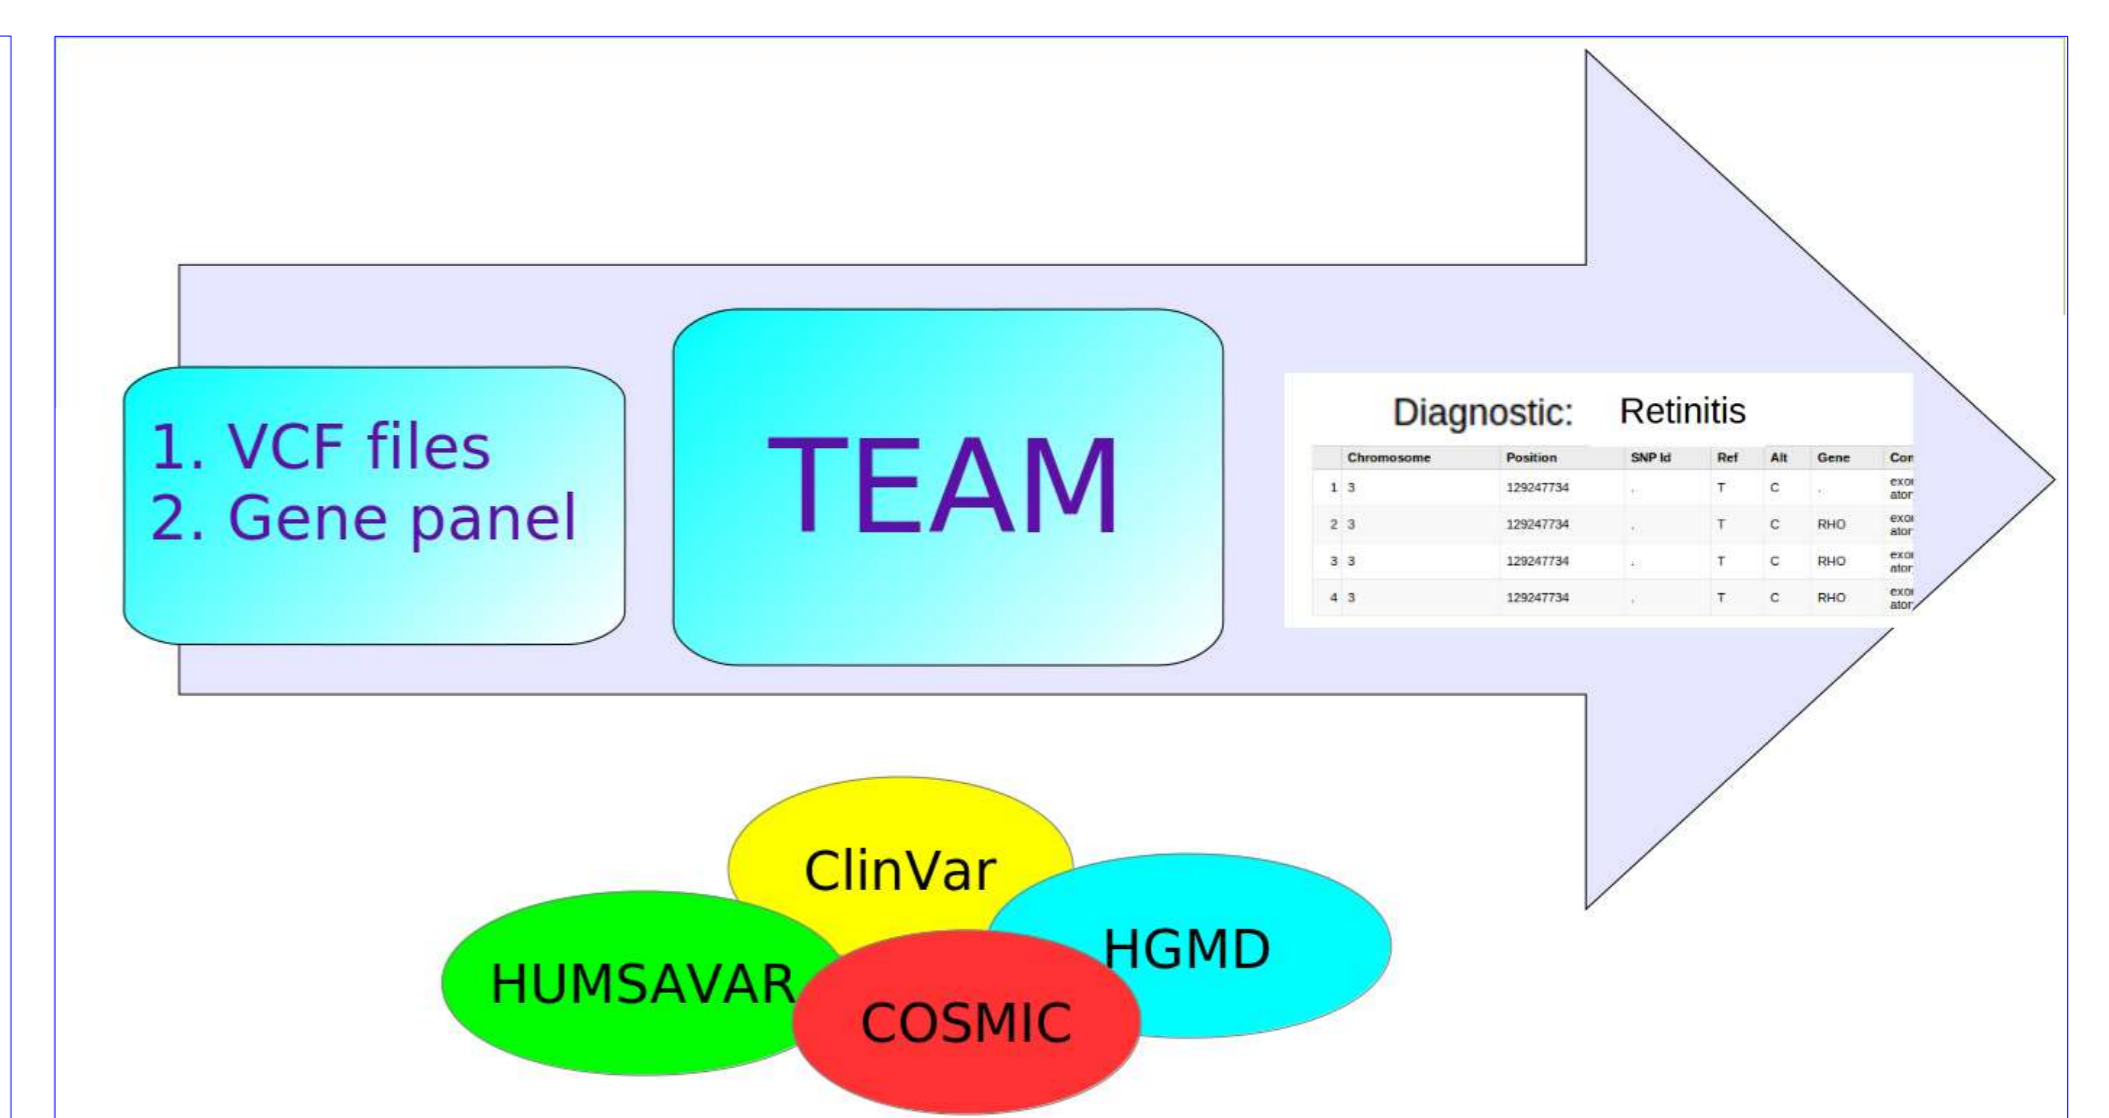 1. VCF files
2. Gene panel
TEAM
Diagnostic: Retinitis
Chromosome Position SNP Id Ref Alt Gene
1 3 129247734 . T C .
2 3 129247734 . T C RHO
3 3 129247734 . T C RHO
4 3 129247734 . T C RHO
ClinVar
HGMD
HUMSAVAR
COSMIC